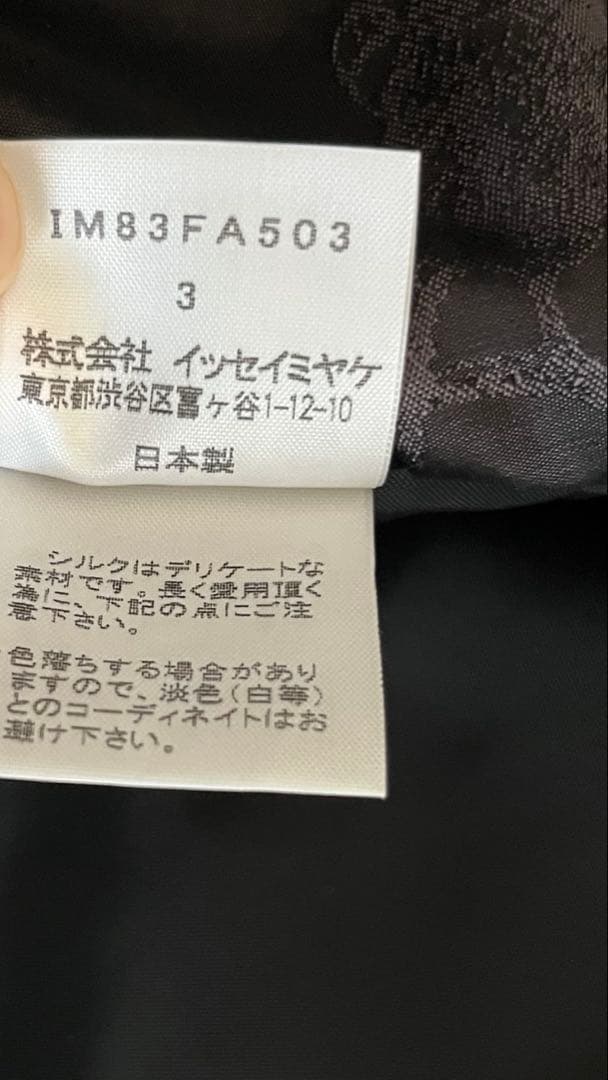 IM83FA503
3
株式会社 イッセイミヤケ
東京都渋谷区富ヶ谷1-12-10
日本製
シルクはデリケートな
素材です。長く愛用頂く
為に、下記の点にご注
意下さい。
色落ちする場合があり
ますので、淡色(白等)
とのコーディネイトはお
避け下さい。